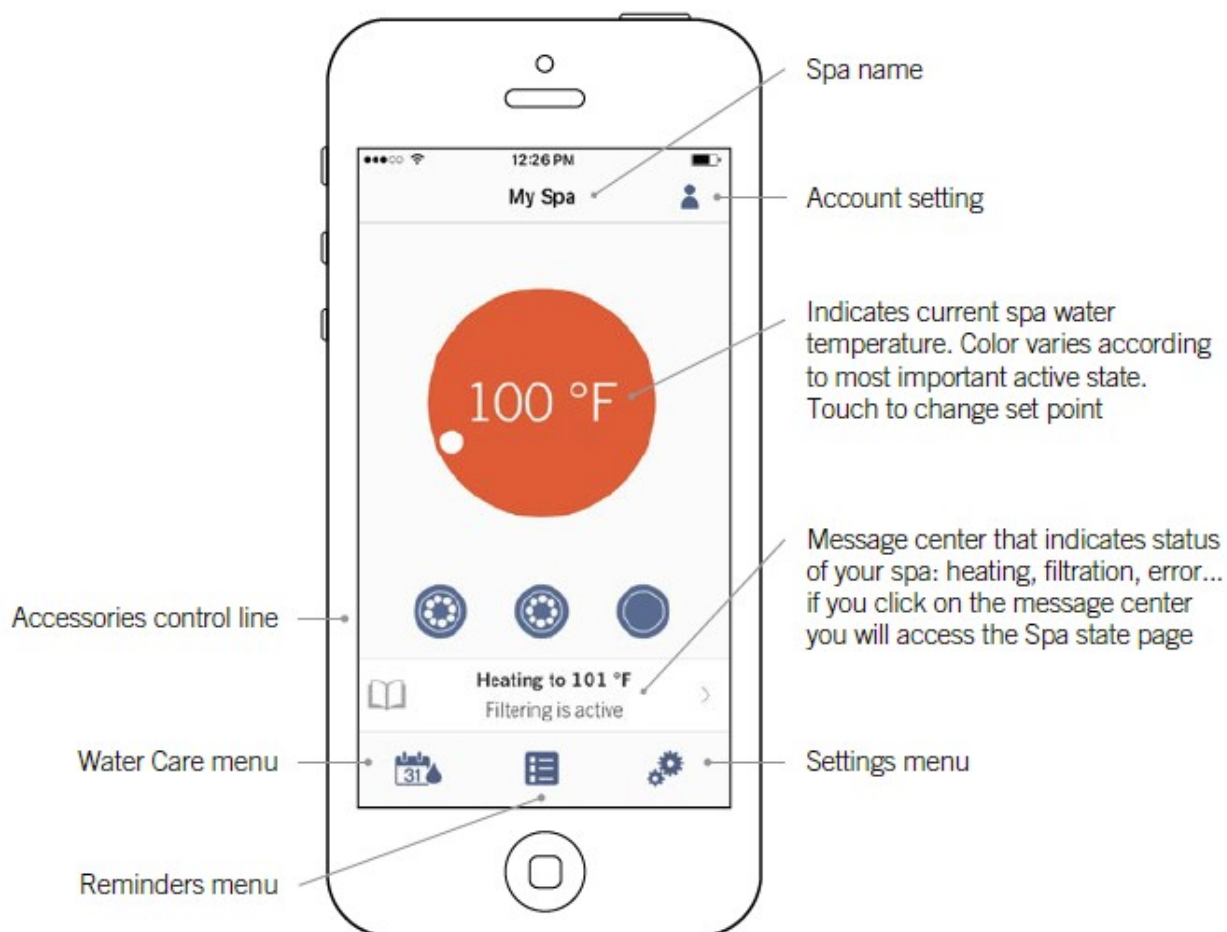 Spa name
12:26 PM
My Spa
Account setting
Indicates current spa water
temperature. Color varies according
to most important active state.
Touch to change set point
100 °F
Message center that indicates status
of your spa: heating, filtration, error...
if you click on the message center
you will access the Spa state page
Accessories control line
Heating to 101 °F
Filtering is active
Water Care menu
31
Settings menu
Reminders menu